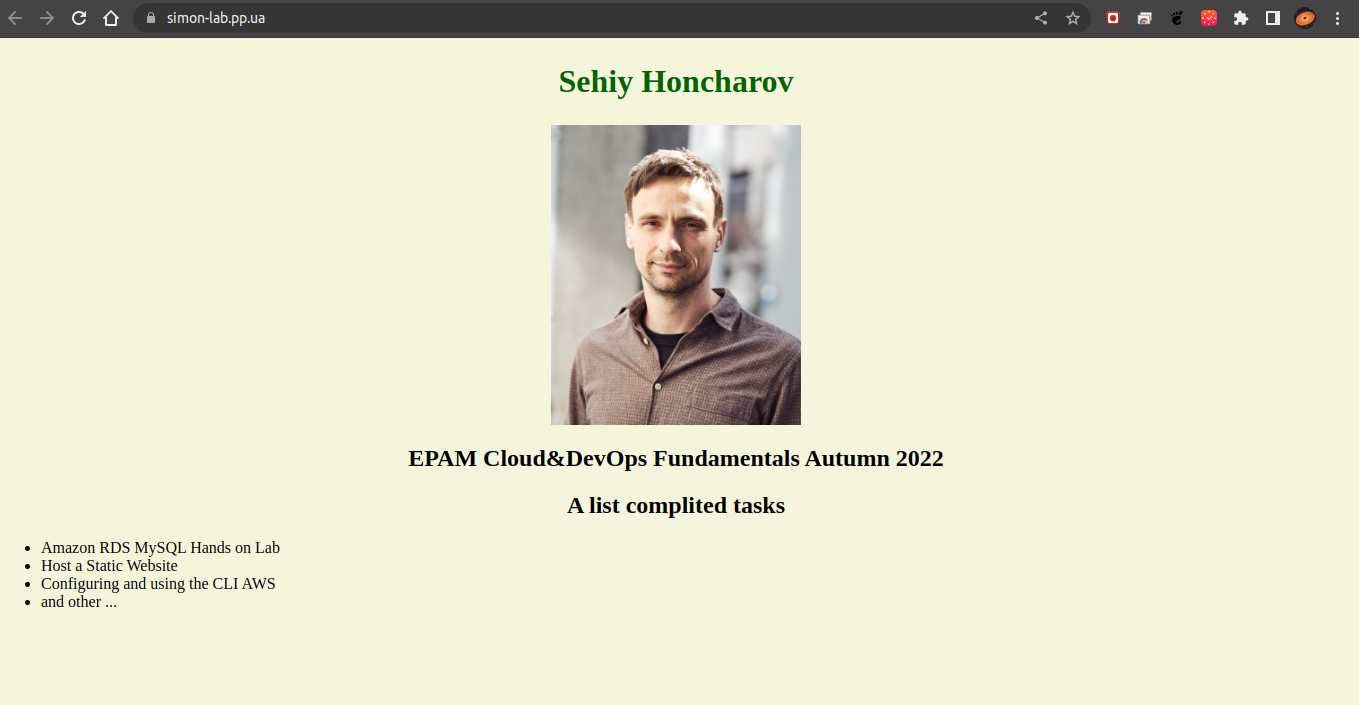 simon-lab.pp.ua
Sehiy Honcharov
EPAM Cloud&DevOps Fundamentals Autumn 2022
A list complited tasks
Amazon RDS MySQL Hands on Lab
Host a Static Website
Configuring and using the CLI AWS
and other ...